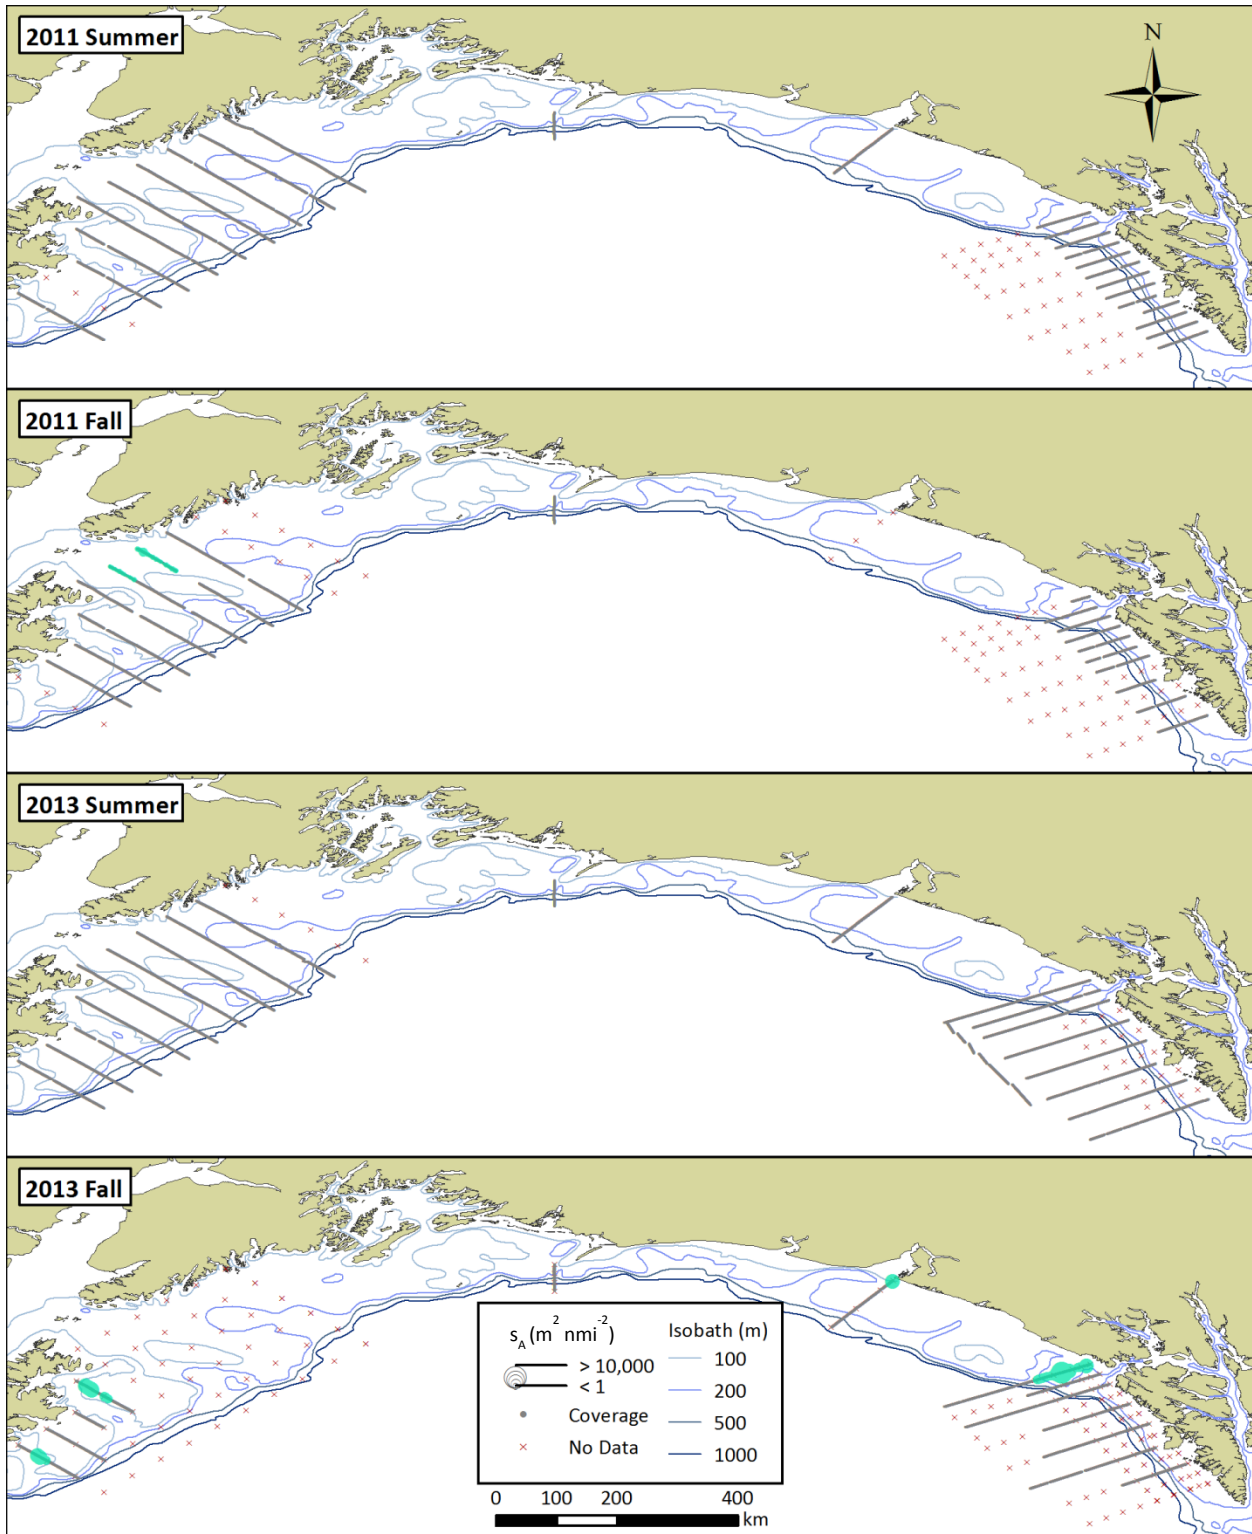 2011 Summer
N
2011 Fall
2013 Summer
2013 Fall
s_A (m² nmi⁻²)
> 10,000
< 1
Coverage
No Data
Isobath (m)
100
200
500
1000
0 100 200 400
km